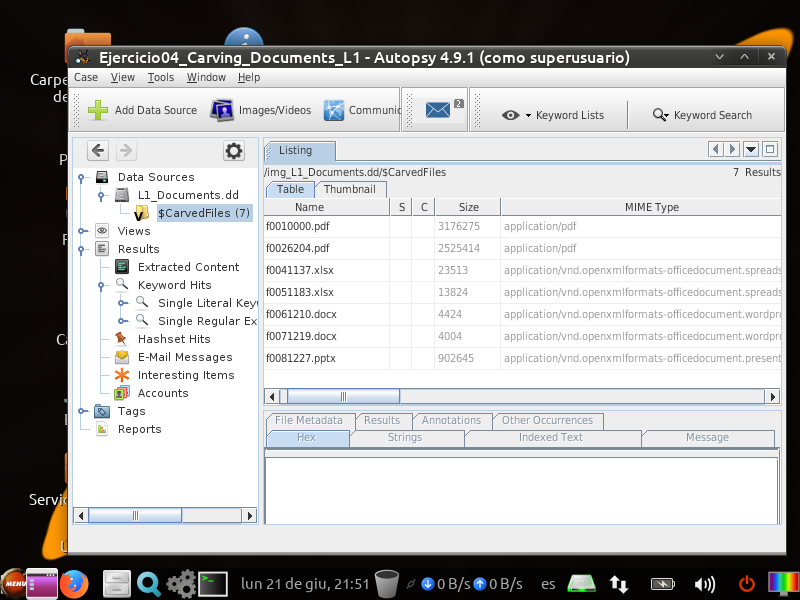 Ejercicio04_Carving_Documents_L1 - Autopsy 4.9.1 (como superusuario)
Case View Tools Window Help
Add Data Source Images/Videos Communic 2 Keyword Lists Keyword Search
Data Sources
L1_Documents.dd
$CarvedFiles (7)
Views
Results
Extracted Content
Keyword Hits
Single Literal Key
Single Regular Ex
Hashset Hits
E-Mail Messages
Interesting Items
Accounts
Tags
Reports
Listing
/img_L1_Documents.dd/$CarvedFiles 7 Results
Table Thumbnail
Name S C Size MIME Type
f0010000.pdf 3176275 application/pdf
f0026204.pdf 2525414 application/pdf
f0041137.xlsx 23513 application/vnd.openxmlformats-officedocument.spreads
f0051183.xlsx 13824 application/vnd.openxmlformats-officedocument.spreads
f0061210.docx 4424 application/vnd.openxmlformats-officedocument.wordpro
f0071219.docx 4004 application/vnd.openxmlformats-officedocument.wordpro
f0081227.pptx 902645 application/vnd.openxmlformats-officedocument.present
File Metadata Results Annotations Other Occurrences
Hex Strings Indexed Text Message
Carpe
de
P
F
Ca
Servic
MENU lun 21 de giu, 21:51 0 B/s 0 B/s es